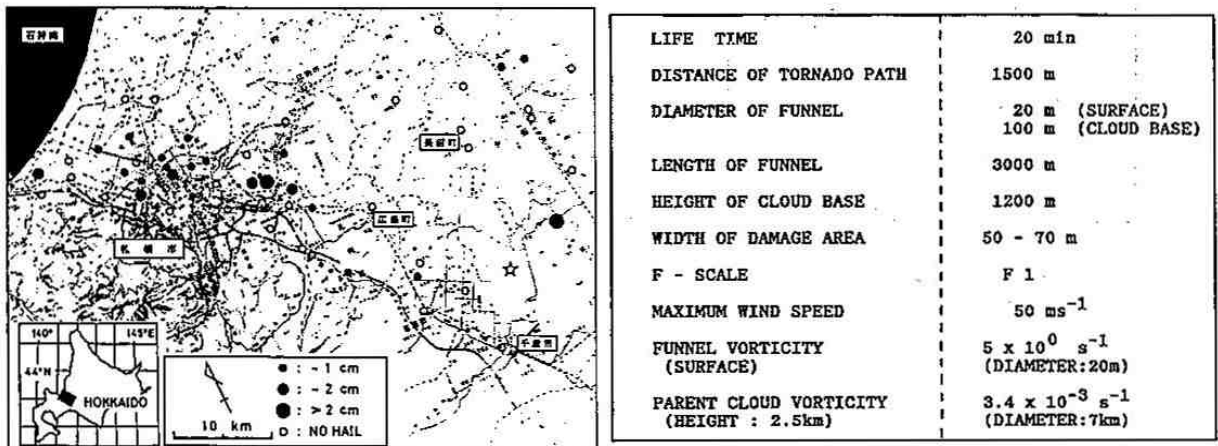 石狩湾
長沼町
広島町
札幌市
千歳市
140° 145°E
44°N
HOKKAIDO
10 km
: ~ 1 cm
: ~ 2 cm
: > 2 cm
: NO HAIL
LIFE TIME 20 min
DISTANCE OF TORNADO PATH 1500 m
DIAMETER OF FUNNEL 20 m (SURFACE)
100 m (CLOUD BASE)
LENGTH OF FUNNEL 3000 m
HEIGHT OF CLOUD BASE 1200 m
WIDTH OF DAMAGE AREA 50 - 70 m
F - SCALE F 1
MAXIMUM WIND SPEED 50 ms⁻¹
FUNNEL VORTICITY 5 x 10⁰ s⁻¹
(SURFACE) (DIAMETER:20m)
PARENT CLOUD VORTICITY 3.4 x 10⁻³ s⁻¹
(HEIGHT : 2.5km) (DIAMETER:7km)